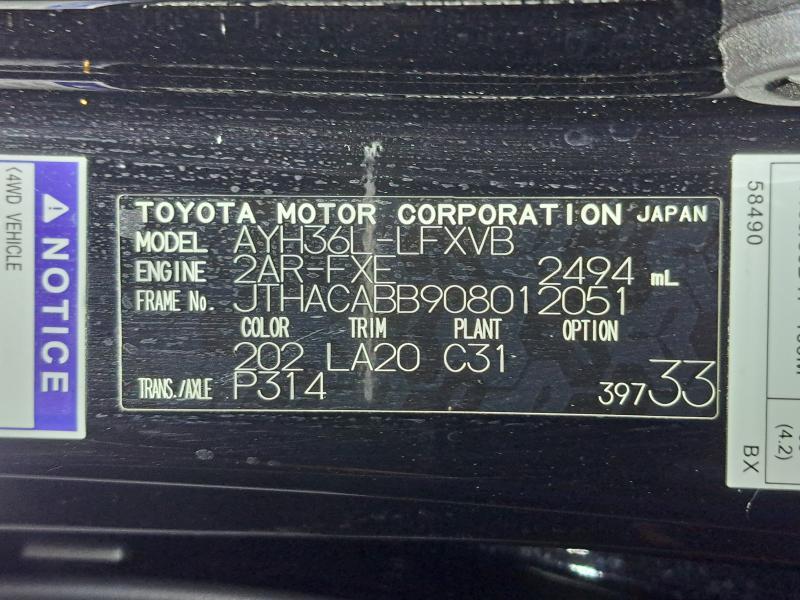 TOYOTA MOTOR CORPORATION JAPAN
MODEL AYH36L-LFXVB
ENGINE 2AR-FXE 2494 mL
FRAME No. JTHACABB908012051
COLOR TRIM PLANT OPTION
202 LA20 C31
TRANS./AXLE P314
39733
NOTICE
(4WD VEHICLE
58490
(4.2)
BX